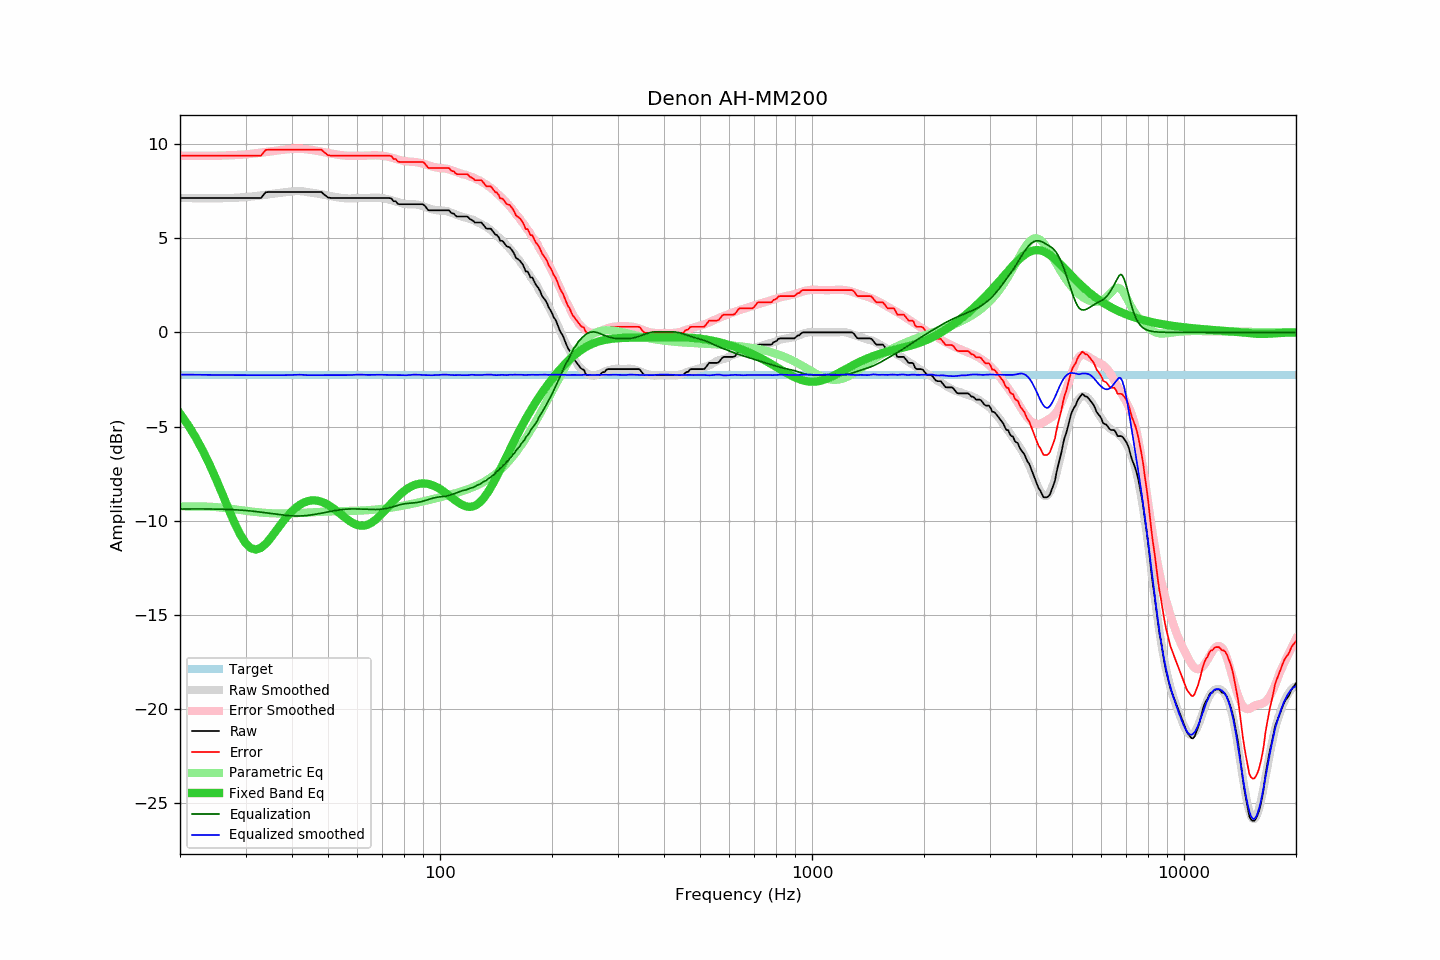 Denon AH-MM200
Amplitude (dBr)
10
5
0
−5
−10
−15
−20
−25
Target
Raw Smoothed
Error Smoothed
Raw
Error
Parametric Eq
Fixed Band Eq
Equalization
Equalized smoothed
100
1000
10000
Frequency (Hz)